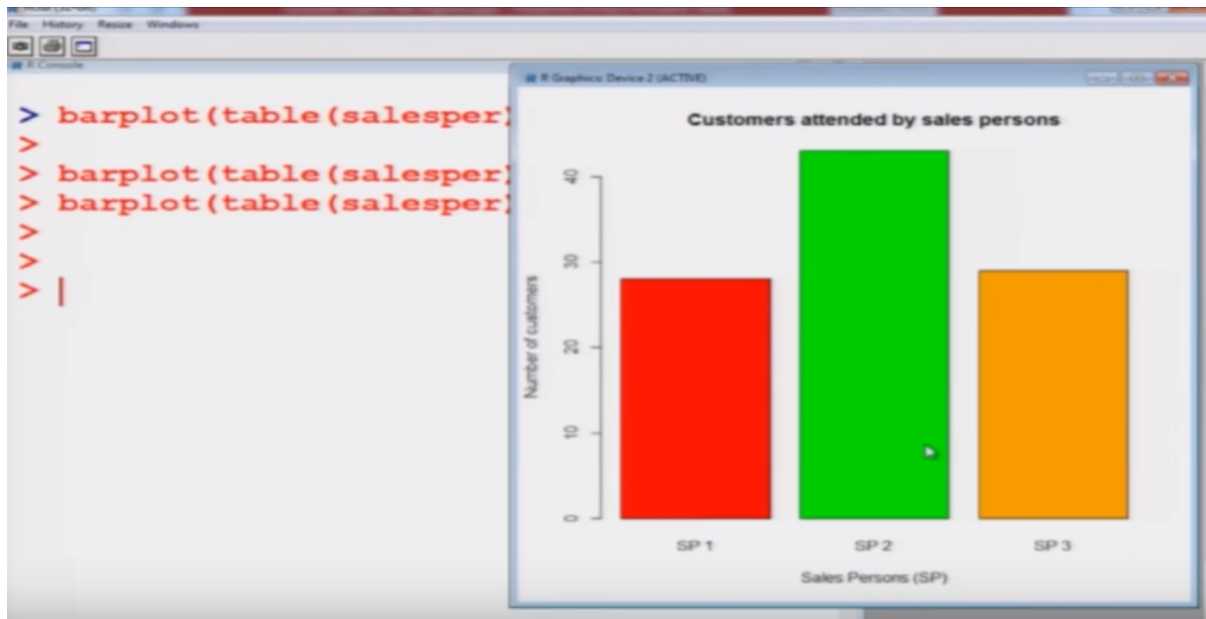 File History Resize Windows
R Console
> barplot(table(salesper)
>
> barplot(table(salesper)
> barplot(table(salesper)
>
>
>
R Graphics: Device 2 (ACTIVE)
Customers attended by sales persons
Number of customers
40
30
20
10
0
SP 1 SP 2 SP 3
Sales Persons (SP)